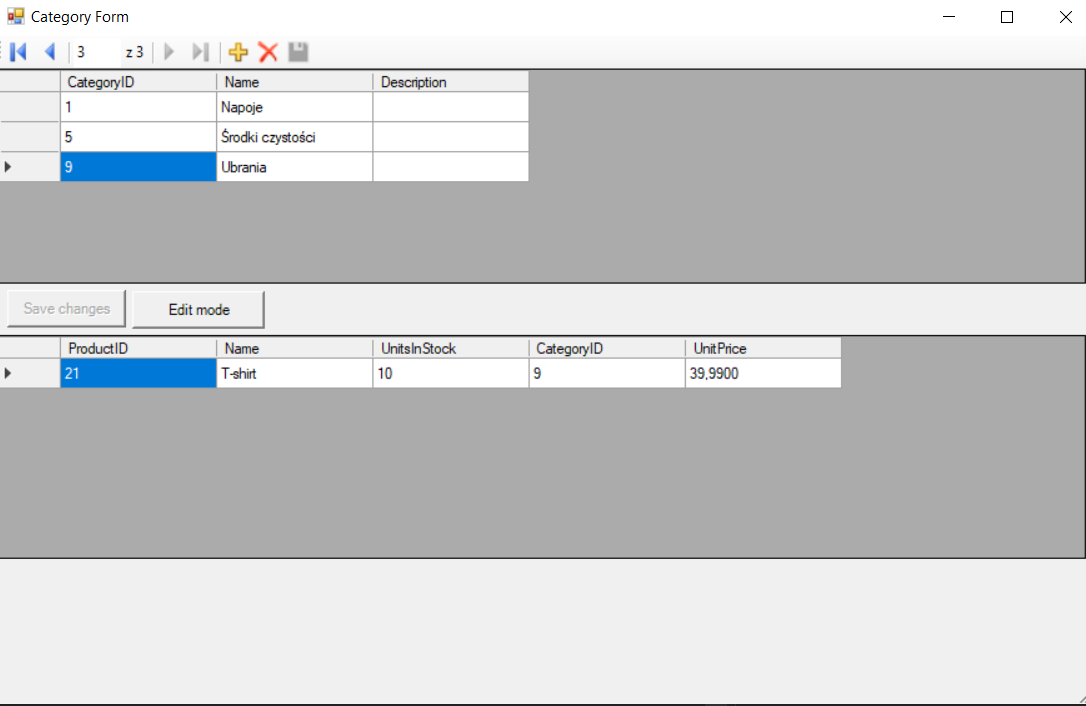 Category Form
3 z 3
CategoryID Name Description
1 Napoje
5 Środki czystości
9 Ubrania
Save changes Edit mode
ProductID Name UnitsInStock CategoryID UnitPrice
21 T-shirt 10 9 39,9900